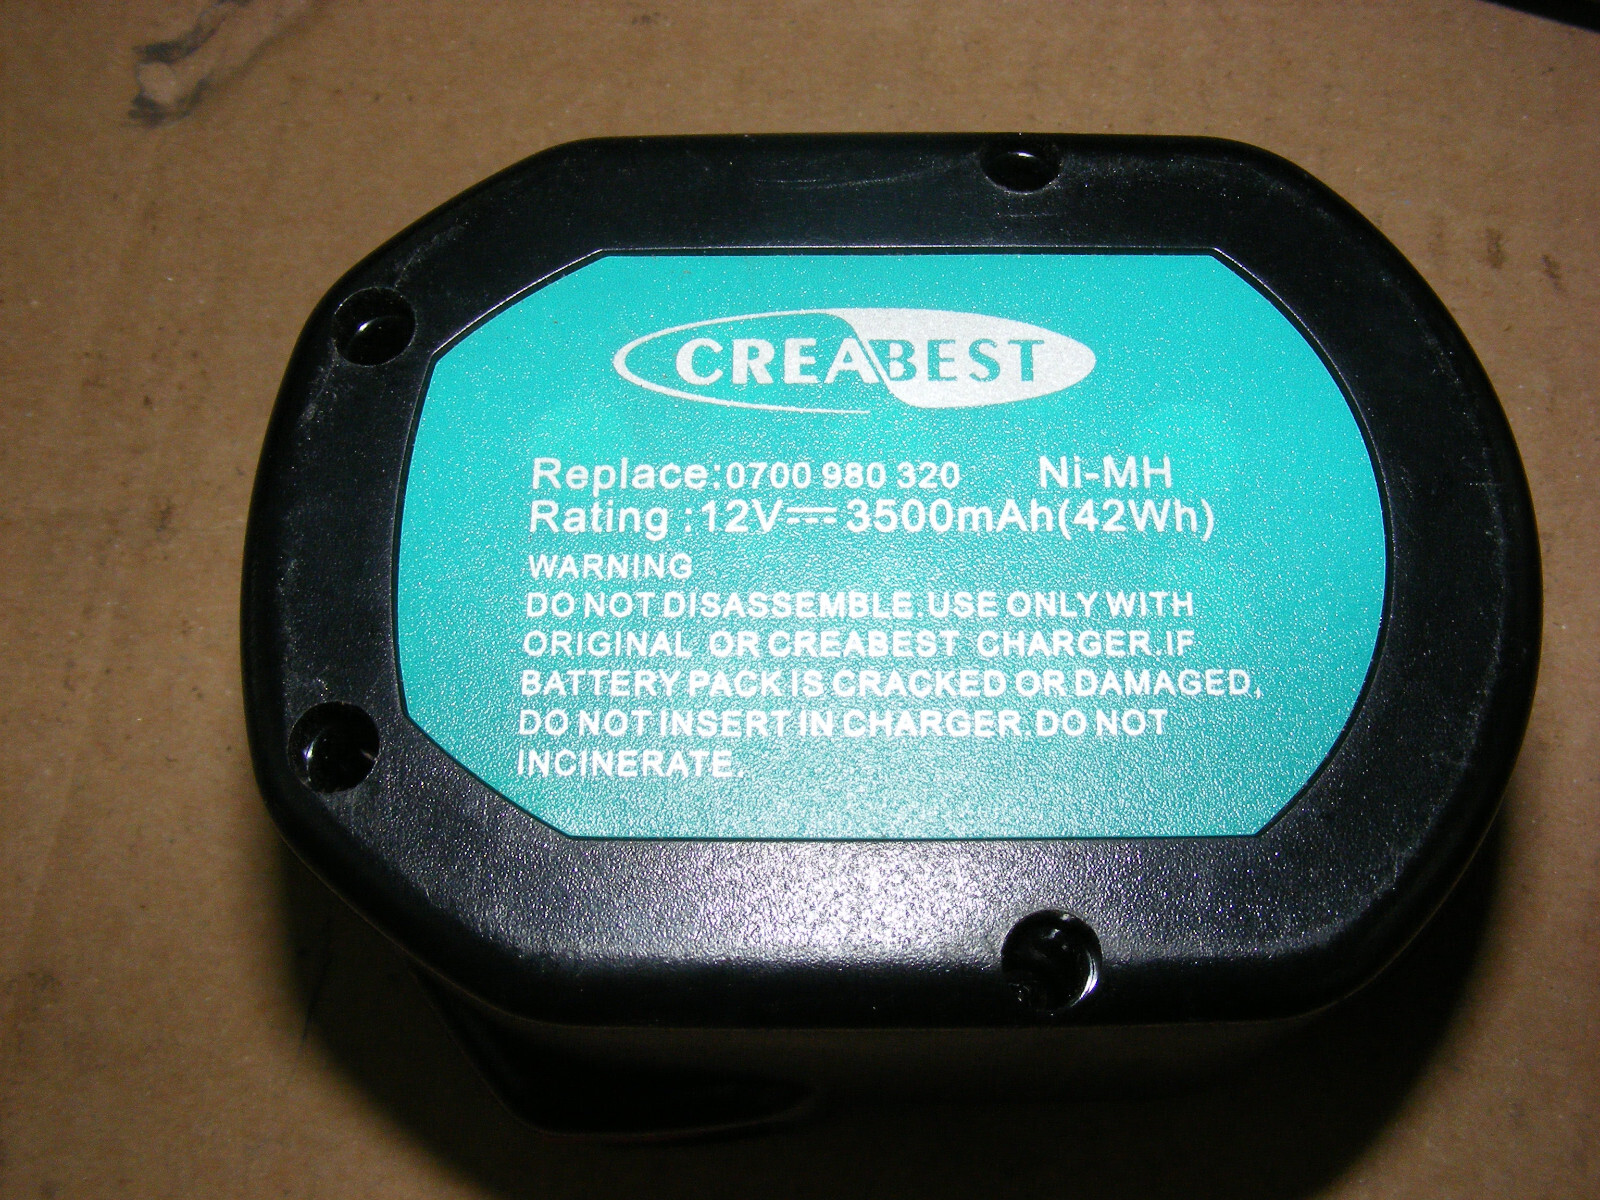 CREABEST
Replace:0700 980 320 Ni-MH
Rating :12V⎓3500mAh(42Wh)
WARNING
DO NOT DISASSEMBLE.USE ONLY WITH
ORIGINAL OR CREABEST CHARGER.IF
BATTERY PACK IS CRACKED OR DAMAGED,
DO NOT INSERT IN CHARGER.DO NOT
INCINERATE.